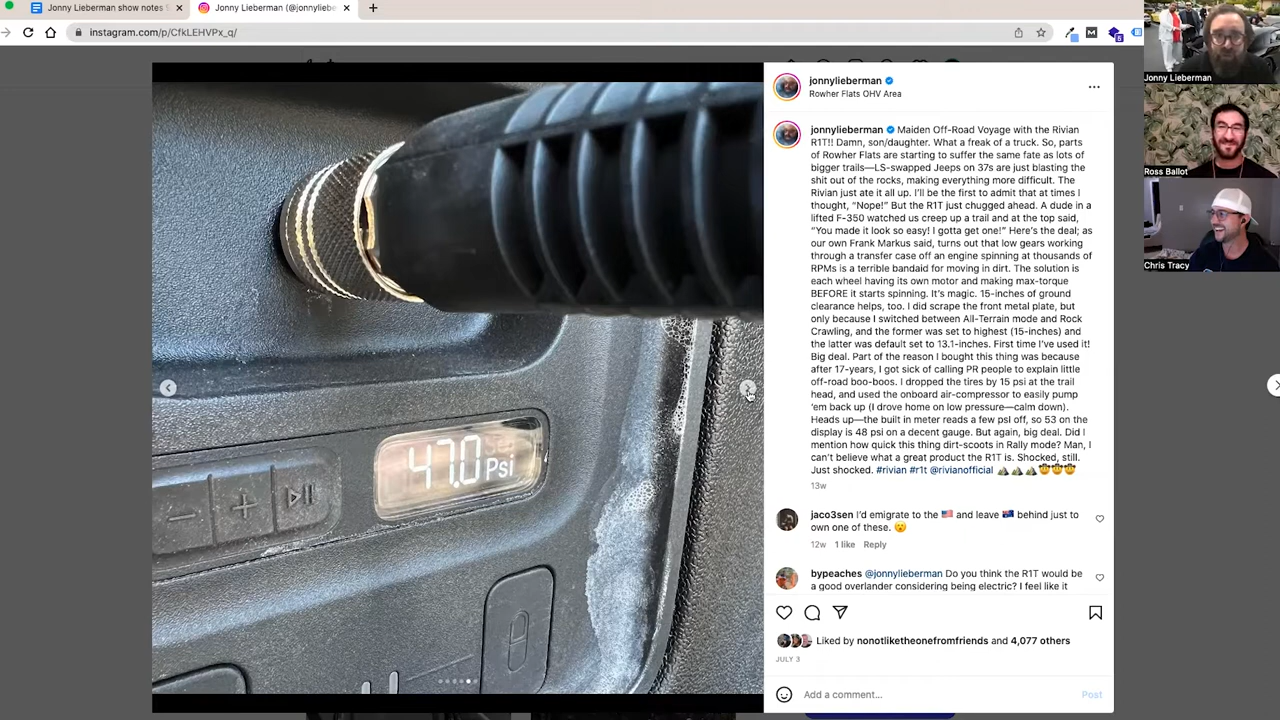 Jonny Lieberman show notes
Jonny Lieberman (@jonnyliebe
instagram.com/p/CfkLEHVPx_q/
jonnylieberman
Rowher Flats OHV Area
jonnylieberman Maiden Off-Road Voyage with the Rivian
R1T!! Damn, son/daughter. What a freak of a truck. So, parts
of Rowher Flats are starting to suffer the same fate as lots of
bigger trails—LS-swapped Jeeps on 37s are just blasting the
shit out of the rocks, making everything more difficult. The
Rivian just ate it all up. I'll be the first to admit that at times I
thought, "Nope!" But the R1T just chugged ahead. A dude in a
lifted F-350 watched us creep up a trail and at the top said,
"You made it look so easy! I gotta get one!" Here's the deal; as
our own Frank Markus said, turns out that low gears working
through a transfer case off an engine spinning at thousands of
RPMs is a terrible bandaid for moving in dirt. The solution is
each wheel having its own motor and making max-torque
BEFORE it starts spinning. It's magic. 15-inches of ground
clearance helps, too. I did scrape the front metal plate, but
only because I switched between All-Terrain mode and Rock
Crawling, and the former was set to highest (15-inches) and
the latter was default set to 13.1-inches. First time I've used it!
Big deal. Part of the reason I bought this thing was because
after 17-years, I got sick of calling PR people to explain little
off-road boo-boos. I dropped the tires by 15 psi at the trail
head, and used the onboard air-compressor to easily pump
'em back up (I drove home on low pressure—calm down).
Heads up—the built in meter reads a few psI off, so 53 on the
display is 48 psi on a decent gauge. But again, big deal. Did I
mention how quick this thing dirt-scoots in Rally mode? Man, I
can't believe what a great product the R1T is. Shocked, still.
Just shocked. #rivian #r1t @rivianofficial ⛰️⛰️⛰️🤠🤠🤠
13w
jaco3sen I'd emigrate to the 🇺🇸 and leave 🇦🇺 behind just to
own one of these. 😮
12w 1 like Reply
bypeaches @jonnylieberman Do you think the R1T would be
a good overlander considering being electric? I feel like it
Liked by nonotliketheonefromfriends and 4,077 others
JULY 3
Add a comment... Post
47.0 Psi
Jonny Lieberman
Ross Ballot
Chris Tracy